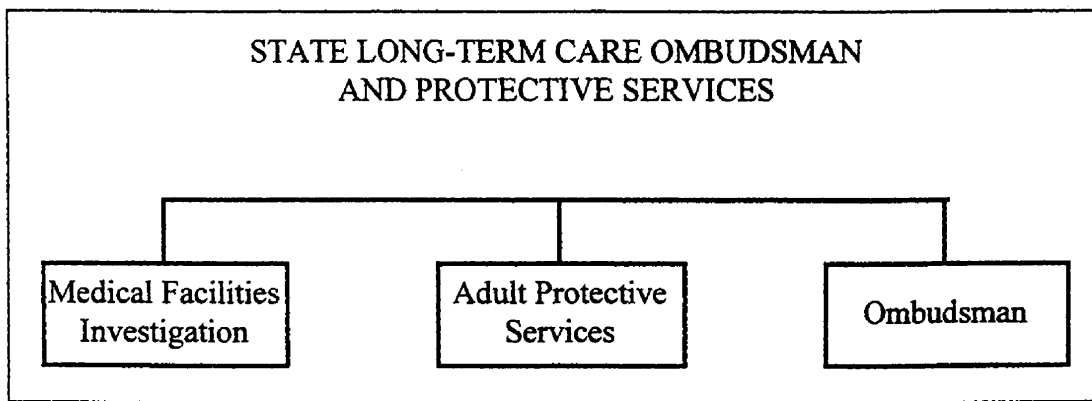 STATE LONG-TERM CARE OMBUDSMAN
AND PROTECTIVE SERVICES
Medical Facilities
Investigation
Adult Protective
Services
Ombudsman